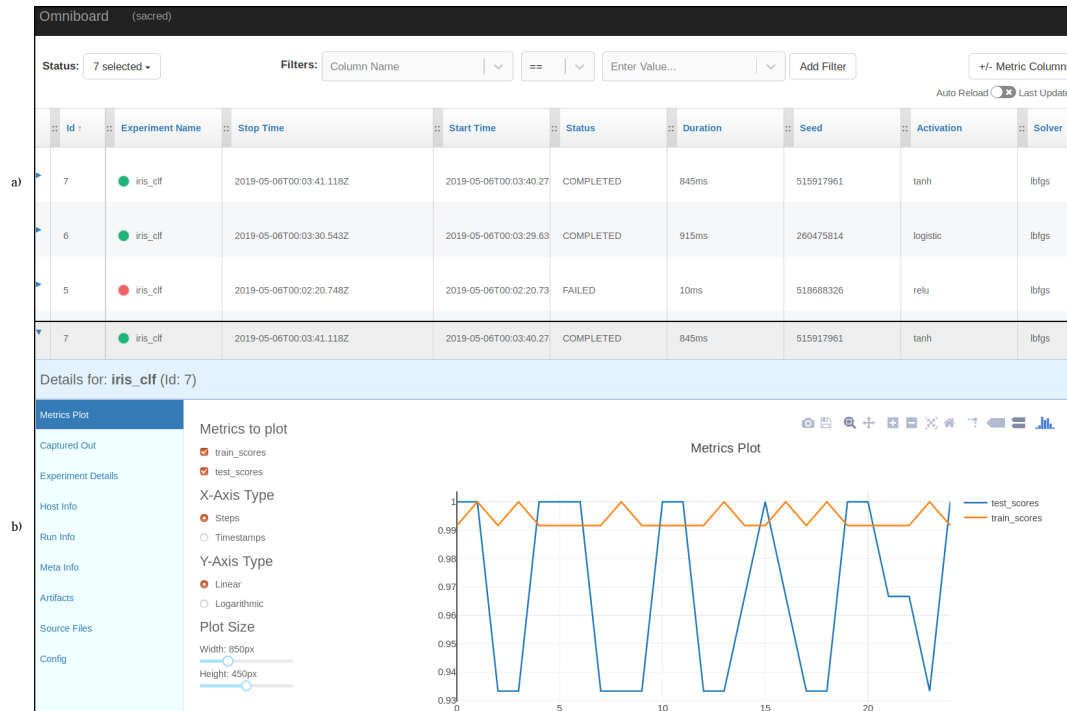 Omniboard (sacred)
Status: 7 selected Filters: Column Name == Enter Value... Add Filter +/- Metric Columns
Auto Reload Last Update
Id ↑ Experiment Name Stop Time Start Time Status Duration Seed Activation Solver
a) 7 iris_clf 2019-05-06T00:03:41.118Z 2019-05-06T00:03:40.27 COMPLETED 845ms 515917961 tanh lbfgs
6 iris_clf 2019-05-06T00:03:30.543Z 2019-05-06T00:03:29.63 COMPLETED 915ms 260475814 logistic lbfgs
5 iris_clf 2019-05-06T00:02:20.748Z 2019-05-06T00:02:20.73 FAILED 10ms 518688326 relu lbfgs
7 iris_clf 2019-05-06T00:03:41.118Z 2019-05-06T00:03:40.27 COMPLETED 845ms 515917961 tanh lbfgs
Details for: iris_clf (Id: 7)
b)
Metrics Plot
Captured Out
Experiment Details
Host Info
Run Info
Meta Info
Artifacts
Source Files
Config
Metrics to plot
train_scores
test_scores
X-Axis Type
Steps
Timestamps
Y-Axis Type
Linear
Logarithmic
Plot Size
Width: 850px
Height: 450px
Metrics Plot
1
0.99
0.98
0.97
0.96
0.95
0.94
0.93
0 5 10 15 20
test_scores
train_scores